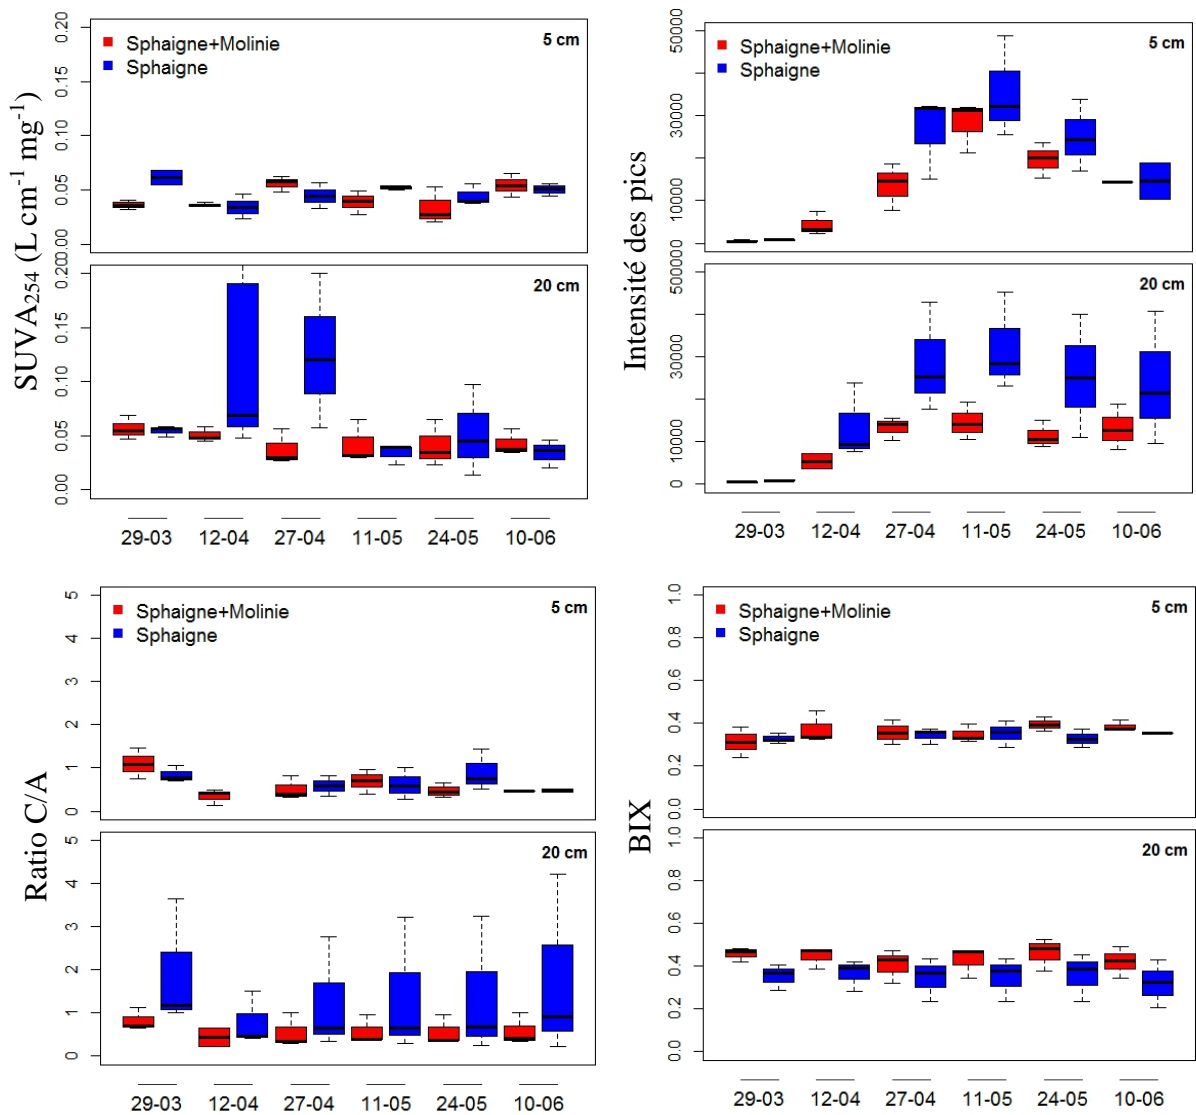 SUVA254 (L cm-1 mg-1)
0.20
0.15
0.10
0.05
0.00
Sphaigne+Molinie
Sphaigne
5 cm
0.20
0.15
0.10
0.05
0.00
20 cm
29-03 12-04 27-04 11-05 24-05 10-06
Intensité des pics
50000
30000
10000
0
Sphaigne+Molinie
Sphaigne
5 cm
50000
30000
10000
0
20 cm
29-03 12-04 27-04 11-05 24-05 10-06
Ratio C/A
5
4
3
2
1
0
Sphaigne+Molinie
Sphaigne
5 cm
5
4
3
2
1
0
20 cm
29-03 12-04 27-04 11-05 24-05 10-06
BIX
1.0
0.8
0.6
0.4
0.2
0.0
Sphaigne+Molinie
Sphaigne
5 cm
1.0
0.8
0.6
0.4
0.2
0.0
20 cm
29-03 12-04 27-04 11-05 24-05 10-06